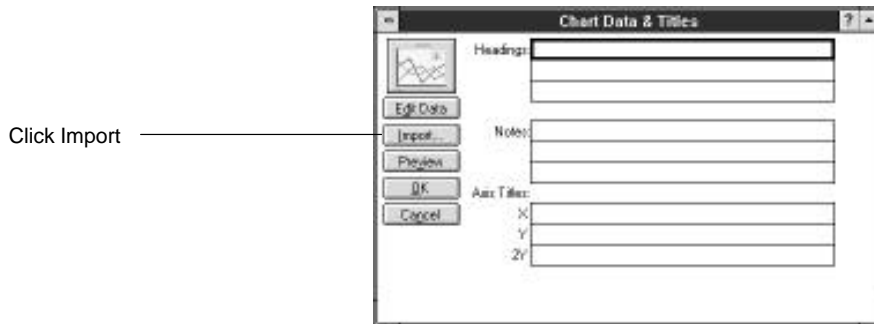 Chart Data & Titles
?
Headings:
Edit Data
Click Import
Import...
Notes:
Preview
OK
Axis Titles:
Cancel
X
Y
2Y